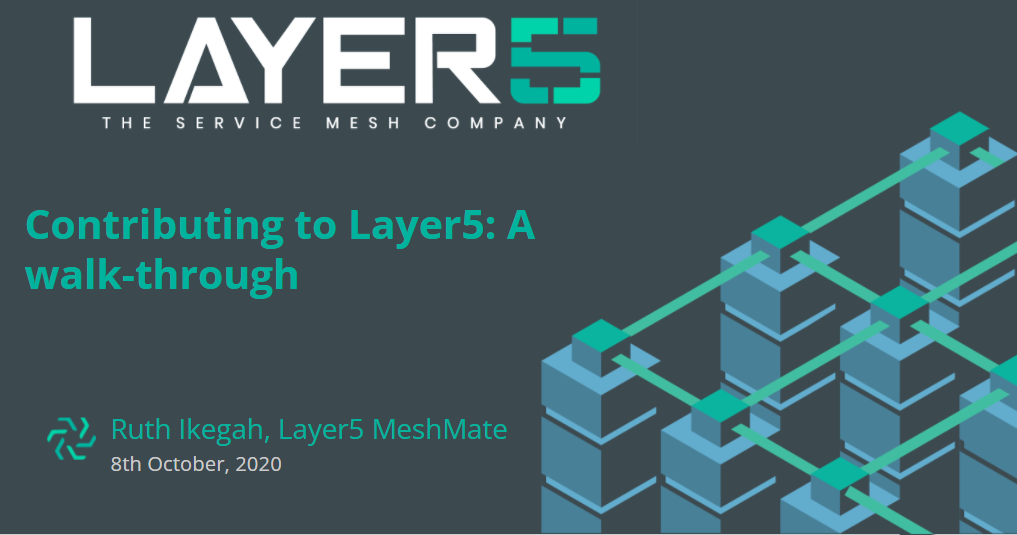 LAYER5
THE SERVICE MESH COMPANY
Contributing to Layer5: A
walk-through
Ruth Ikegah, Layer5 MeshMate
8th October, 2020